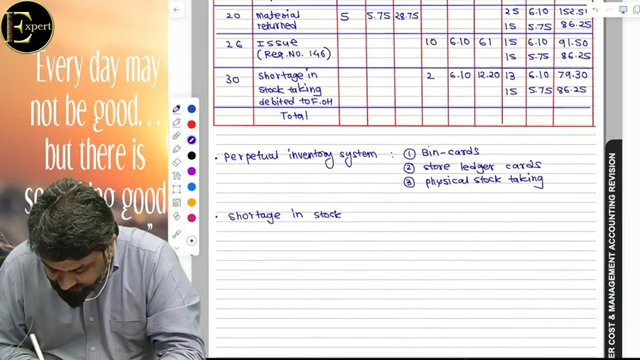 Expert
Every day may
not be good...
but there is
good
20 material returned 5 5.75 28.75 25 6.10 152.5
15 5.75 86.25
26 Issue (Req. No. 146) 10 6.10 61 15 6.10 91.50
15 5.75 86.25
30 shortage in stock taking debited to F.OH 2 6.10 12.20 13 6.10 79.30
15 5.75 86.25
Total
• perpetual inventory system : ① Bin-cards
② store ledger cards
③ physical stock taking
• shortage in stock
COST & MANAGEMENT ACCOUNTING REVISION